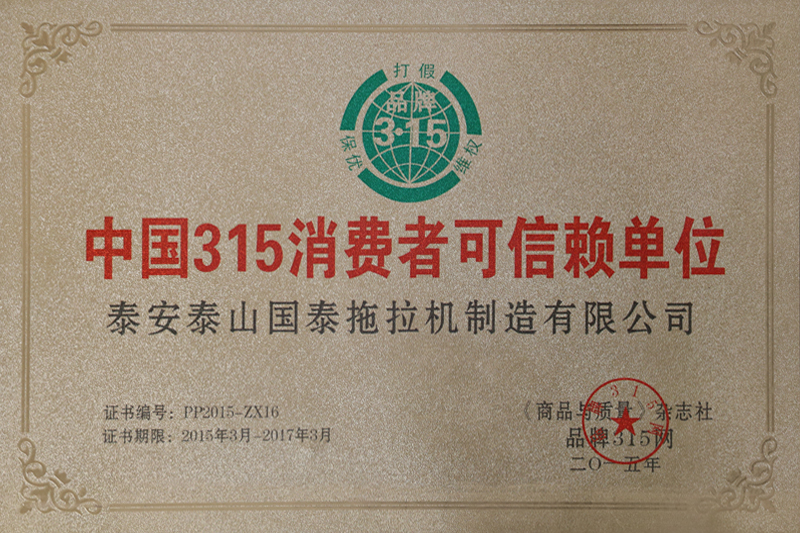 打假
品牌
3·15
保优
维权
中国315消费者可信赖单位
泰安泰山国泰拖拉机制造有限公司
证书编号：PP2015-ZX16
证书期限：2015年3月-2017年3月
《商品与质量》杂志社
品牌315网
二〇一五年